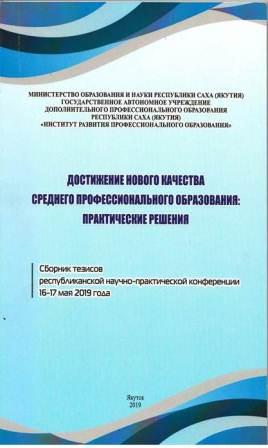 МИНИСТЕРСТВО ОБРАЗОВАНИЯ И НАУКИ РЕСПУБЛИКИ САХА (ЯКУТИЯ)
ГОСУДАРСТВЕННОЕ АВТОНОМНОЕ УЧРЕЖДЕНИЕ
ДОПОЛНИТЕЛЬНОГО ПРОФЕССИОНАЛЬНОГО ОБРАЗОВАНИЯ
РЕСПУБЛИКИ САХА (ЯКУТИЯ)
«ИНСТИТУТ РАЗВИТИЯ ПРОФЕССИОНАЛЬНОГО ОБРАЗОВАНИЯ»
ДОСТИЖЕНИЕ НОВОГО КАЧЕСТВА
СРЕДНЕГО ПРОФЕССИОНАЛЬНОГО ОБРАЗОВАНИЯ:
ПРАКТИЧЕСКИЕ РЕШЕНИЯ
Сборник тезисов
республиканской научно-практической конференции
16-17 мая 2019 года
Якутск
2019